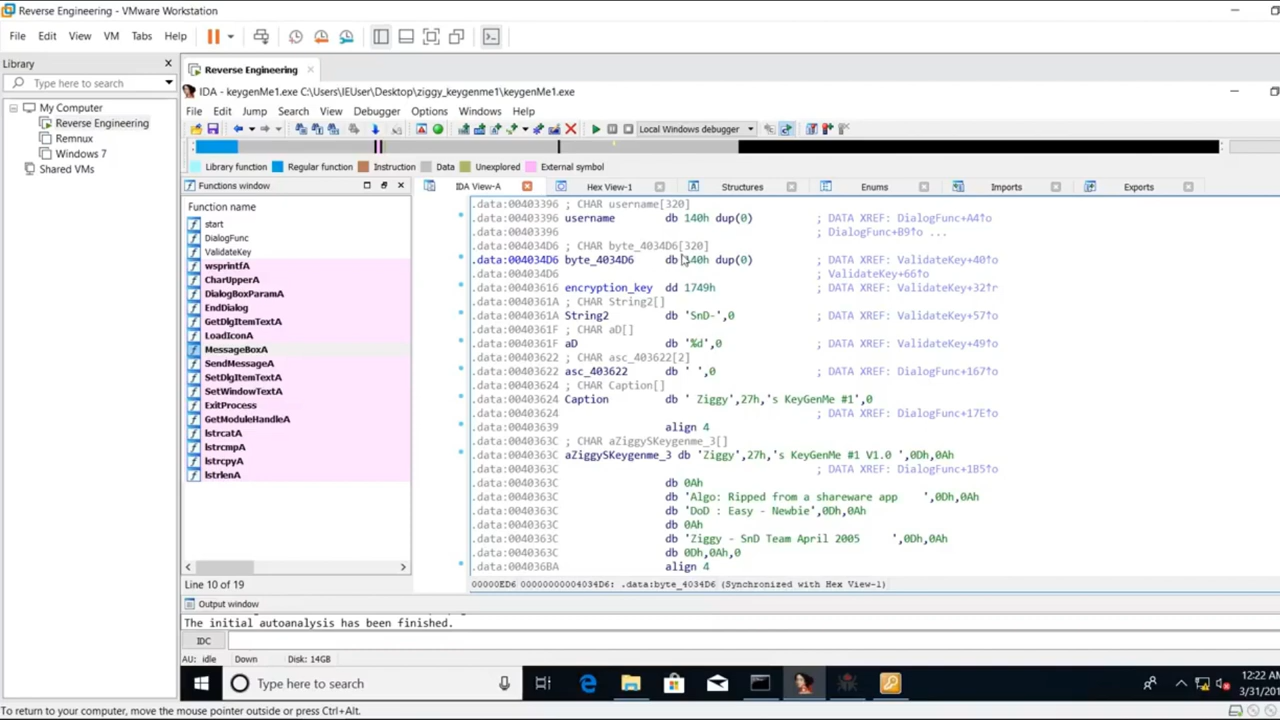 Reverse Engineering - VMware Workstation
File Edit View VM Tabs Help
Library
Type here to search
My Computer
Reverse Engineering
Remnux
Windows 7
Shared VMs
Reverse Engineering
IDA - keygenMe1.exe C:\Users\IEUser\Desktop\ziggy_keygenme1\keygenMe1.exe
File Edit Jump Search View Debugger Options Windows Help
Local Windows debugger
Library function Regular function Instruction Data Unexplored External symbol
Functions window
IDA View-A Hex View-1 Structures Enums Imports Exports
Function name
start
DialogFunc
ValidateKey
wsprintfA
CharUpperA
DialogBoxParamA
EndDialog
GetDlgItemTextA
LoadIconA
MessageBoxA
SendMessageA
SetDlgItemTextA
SetWindowTextA
ExitProcess
GetModuleHandleA
lstrcatA
lstrcmpA
lstrcpyA
lstrlenA
Line 10 of 19
.data:00403396 ; CHAR username[320]
.data:00403396 username db 140h dup(0) ; DATA XREF: DialogFunc+A4↑o
.data:00403396 ; DialogFunc+B9↑o ...
.data:004034D6 ; CHAR byte_4034D6[320]
.data:004034D6 byte_4034D6 db 140h dup(0) ; DATA XREF: ValidateKey+40↑o
.data:004034D6 ; ValidateKey+66↑o
.data:00403616 encryption_key dd 1749h ; DATA XREF: ValidateKey+32↑r
.data:0040361A ; CHAR String2[]
.data:0040361A String2 db 'SnD-',0 ; DATA XREF: ValidateKey+57↑o
.data:0040361F ; CHAR aD[]
.data:0040361F aD db '%d',0 ; DATA XREF: ValidateKey+49↑o
.data:00403622 ; CHAR asc_403622[2]
.data:00403622 asc_403622 db ' ',0 ; DATA XREF: DialogFunc+167↑o
.data:00403624 ; CHAR Caption[]
.data:00403624 Caption db ' Ziggy',27h,'s KeyGenMe #1',0
.data:00403624 ; DATA XREF: DialogFunc+17E↑o
.data:00403639 align 4
.data:0040363C ; CHAR aZiggySKeygenme_3[]
.data:0040363C aZiggySKeygenme_3 db 'Ziggy',27h,'s KeyGenMe #1 V1.0 ',0Dh,0Ah
.data:0040363C ; DATA XREF: DialogFunc+1B5↑o
.data:0040363C db 0Ah
.data:0040363C db 'Algo: Ripped from a shareware app ',0Dh,0Ah
.data:0040363C db 'DoD : Easy - Newbie',0Dh,0Ah
.data:0040363C db 0Ah
.data:0040363C db 'Ziggy - SnD Team April 2005 ',0Dh,0Ah
.data:0040363C db 0Dh,0Ah,0
.data:004036BA align 4
00000ED6 00000000004034D6: .data:byte_4034D6 (Synchronized with Hex View-1)
Output window
The initial autoanalysis has been finished.
IDC
AU: idle Down Disk: 14GB
Type here to search
12:22 AM
3/31/201
To return to your computer, move the mouse pointer outside or press Ctrl+Alt.